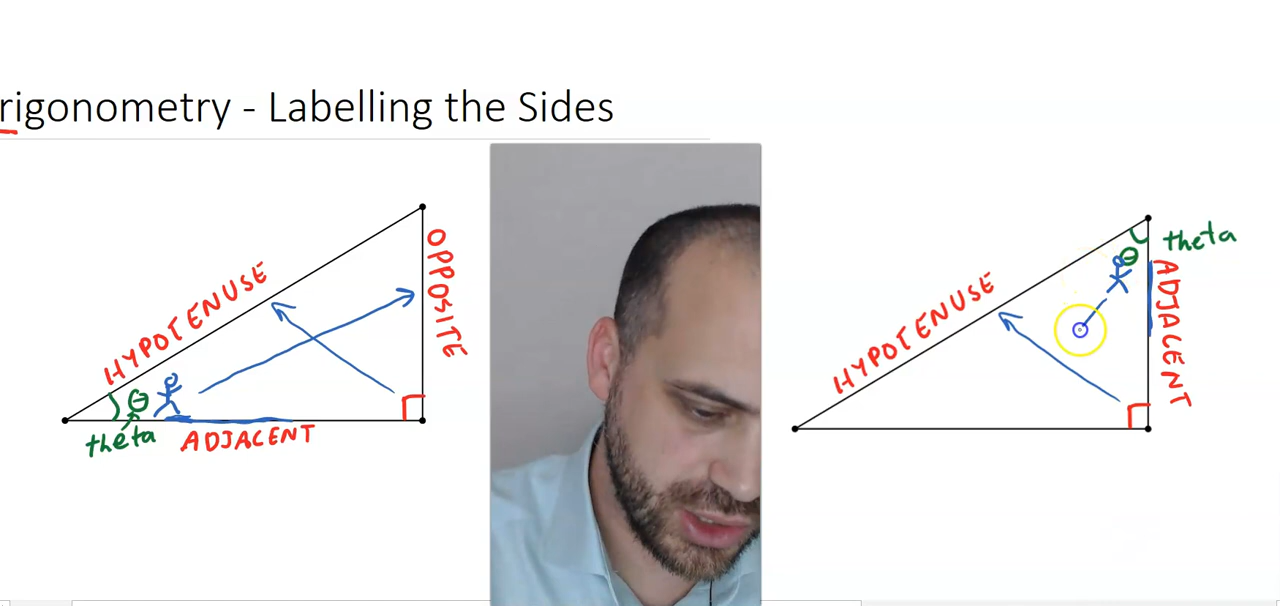 rigonometry - Labelling the Sides
HYPOTENUSE
OPPOSITE
θ
theta
ADJACENT
HYPOTENUSE
θ
theta
ADJACENT